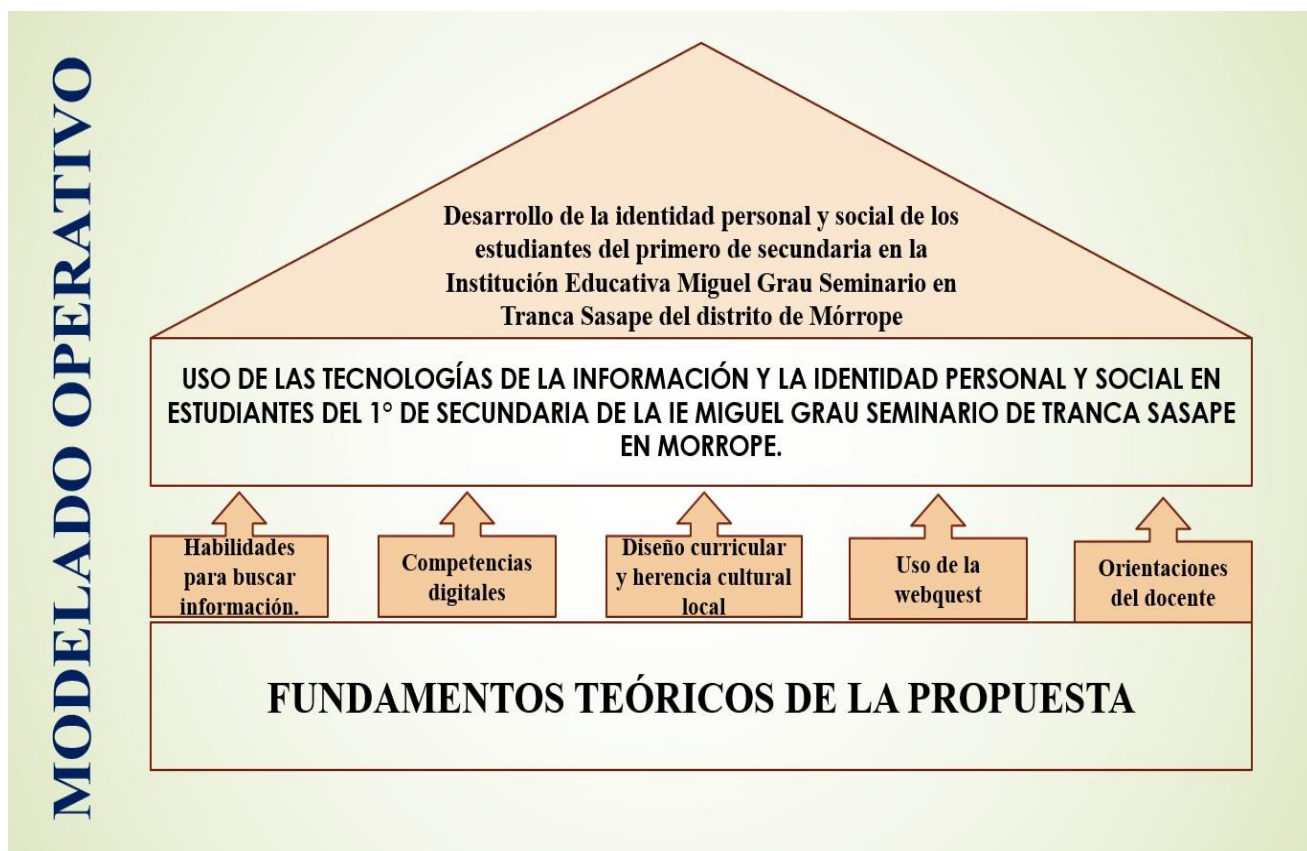 MODELADO OPERATIVO
Desarrollo de la identidad personal y social de los
estudiantes del primero de secundaria en la
Institución Educativa Miguel Grau Seminario en
Tranca Sasape del distrito de Mórrope
USO DE LAS TECNOLOGÍAS DE LA INFORMACIÓN Y LA IDENTIDAD PERSONAL Y SOCIAL EN
ESTUDIANTES DEL 1° DE SECUNDARIA DE LA IE MIGUEL GRAU SEMINARIO DE TRANCA SASAPE
EN MORROPE.
Habilidades
para buscar
información.
Competencias
digitales
Diseño curricular
y herencia cultural
local
Uso de la
webquest
Orientaciones
del docente
FUNDAMENTOS TEÓRICOS DE LA PROPUESTA